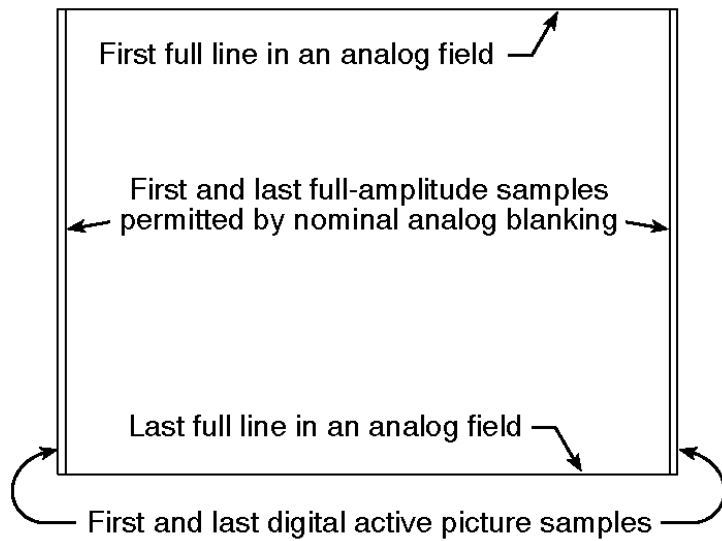 First full line in an analog field
First and last full-amplitude samples
permitted by nominal analog blanking
Last full line in an analog field
First and last digital active picture samples